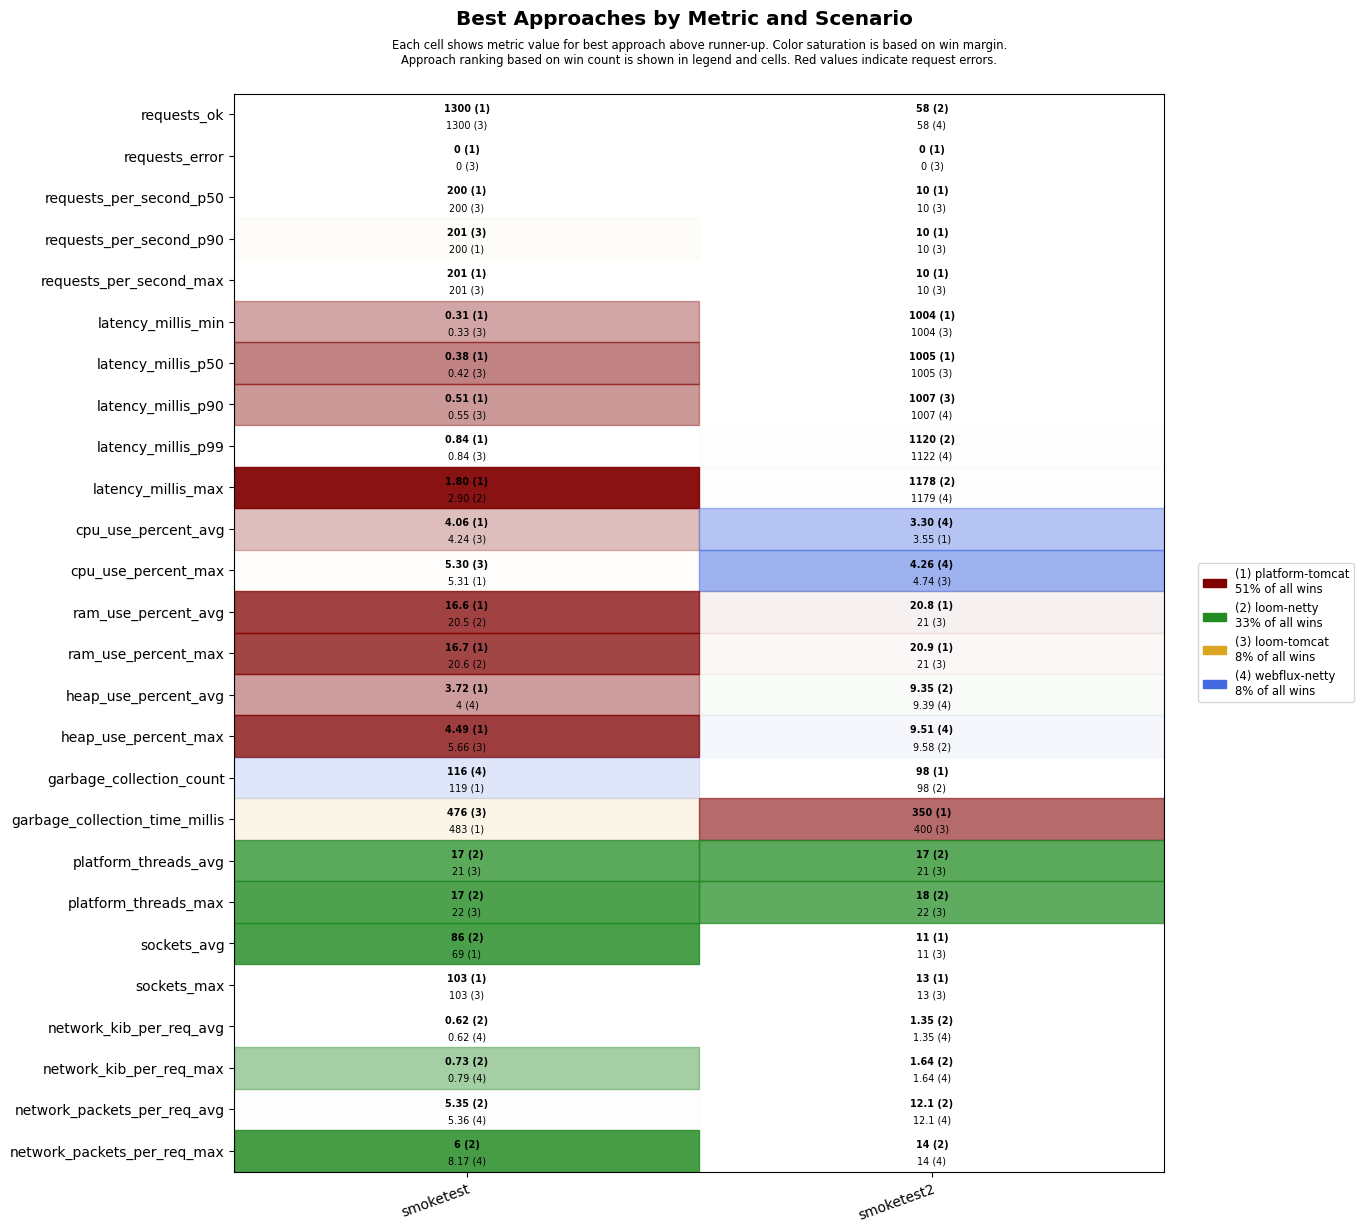 Best Approaches by Metric and Scenario
Each cell shows metric value for best approach above runner-up. Color saturation is based on win margin.
Approach ranking based on win count is shown in legend and cells. Red values indicate request errors.
requests_ok
1300 (1)
1300 (3)
58 (2)
58 (4)
requests_error
0 (1)
0 (3)
0 (1)
0 (3)
requests_per_second_p50
200 (1)
200 (3)
10 (1)
10 (3)
requests_per_second_p90
201 (3)
200 (1)
10 (1)
10 (3)
requests_per_second_max
201 (1)
201 (3)
10 (1)
10 (3)
latency_millis_min
0.31 (1)
0.33 (3)
1004 (1)
1004 (3)
latency_millis_p50
0.38 (1)
0.42 (3)
1005 (1)
1005 (3)
latency_millis_p90
0.51 (1)
0.55 (3)
1007 (3)
1007 (4)
latency_millis_p99
0.84 (1)
0.84 (3)
1120 (2)
1122 (4)
latency_millis_max
1.80 (1)
2.90 (2)
1178 (2)
1179 (4)
cpu_use_percent_avg
4.06 (1)
4.24 (3)
3.30 (4)
3.55 (1)
cpu_use_percent_max
5.30 (3)
5.31 (1)
4.26 (4)
4.74 (3)
ram_use_percent_avg
16.6 (1)
20.5 (2)
20.8 (1)
21 (3)
ram_use_percent_max
16.7 (1)
20.6 (2)
20.9 (1)
21 (3)
heap_use_percent_avg
3.72 (1)
4 (4)
9.35 (2)
9.39 (4)
heap_use_percent_max
4.49 (1)
5.66 (3)
9.51 (4)
9.58 (2)
garbage_collection_count
116 (4)
119 (1)
98 (1)
98 (2)
garbage_collection_time_millis
476 (3)
483 (1)
350 (1)
400 (3)
platform_threads_avg
17 (2)
21 (3)
17 (2)
21 (3)
platform_threads_max
17 (2)
22 (3)
18 (2)
22 (3)
sockets_avg
86 (2)
69 (1)
11 (1)
11 (3)
sockets_max
103 (1)
103 (3)
13 (1)
13 (3)
network_kib_per_req_avg
0.62 (2)
0.62 (4)
1.35 (2)
1.35 (4)
network_kib_per_req_max
0.73 (2)
0.79 (4)
1.64 (2)
1.64 (4)
network_packets_per_req_avg
5.35 (2)
5.36 (4)
12.1 (2)
12.1 (4)
network_packets_per_req_max
6 (2)
8.17 (4)
14 (2)
14 (4)
smoketest
smoketest2
(1) platform-tomcat
51% of all wins
(2) loom-netty
33% of all wins
(3) loom-tomcat
8% of all wins
(4) webflux-netty
8% of all wins